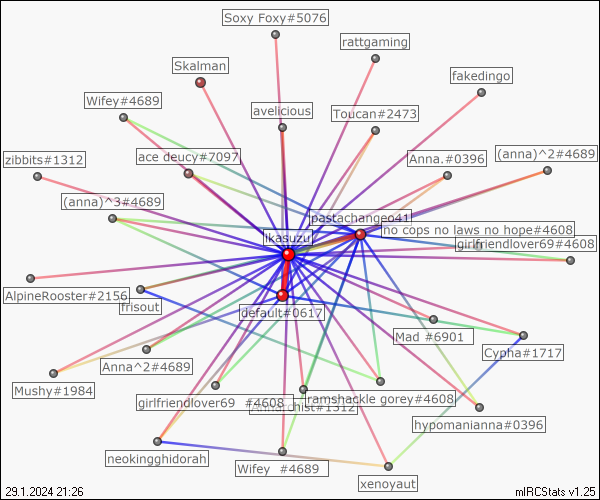 Soxy Foxy#5076
rattgaming
Skalman
fakedingo
Wifey#4689
avelicious
Toucan#2473
zibbits#1312
ace deucy#7097
Anna.#0396
(anna)^2#4689
(anna)^3#4689
pastachangeo41
no cops no laws no hope#4608
ikasuzu
girlfriendlover69#4608
AlpineRooster#2156
frisout
default#0617
Mad #6901
Cypha#1717
Anna^2#4689
Mushy#1984
girlfriendlover69 #4608
ramshackle gorey#4608
#1312
hypomanianna#0396
neokingghidorah
Wifey #4689
xenoyaut
29.1.2024 21:26
mIRCStats v1.25